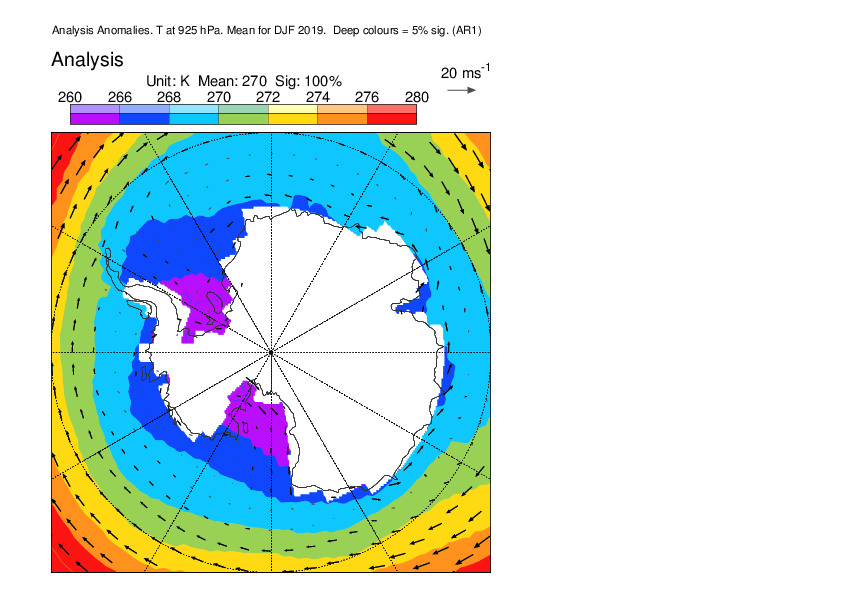 Analysis Anomalies. T at 925 hPa. Mean for DJF 2019.  Deep colours = 5% sig. (AR1)
Analysis
20 ms-1
Unit: K  Mean: 270  Sig: 100%
260 266 268 270 272 274 276 280